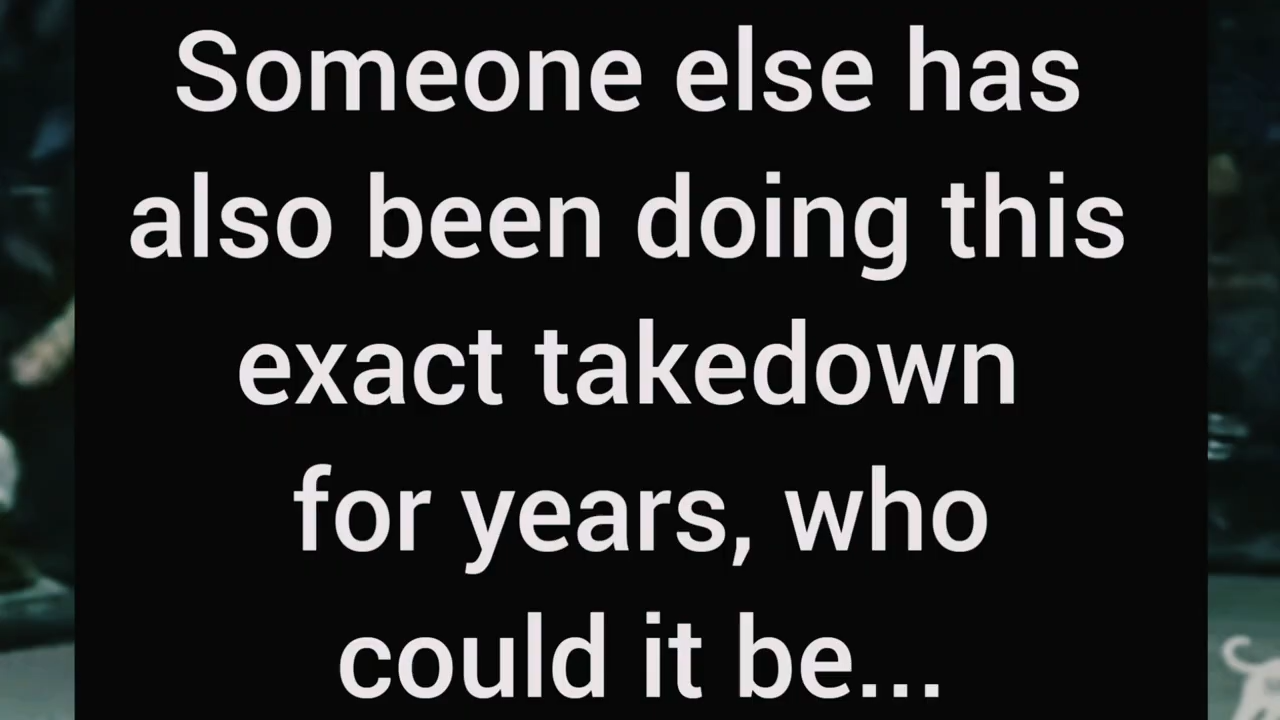 Someone else has
also been doing this
exact takedown
for years, who
could it be...